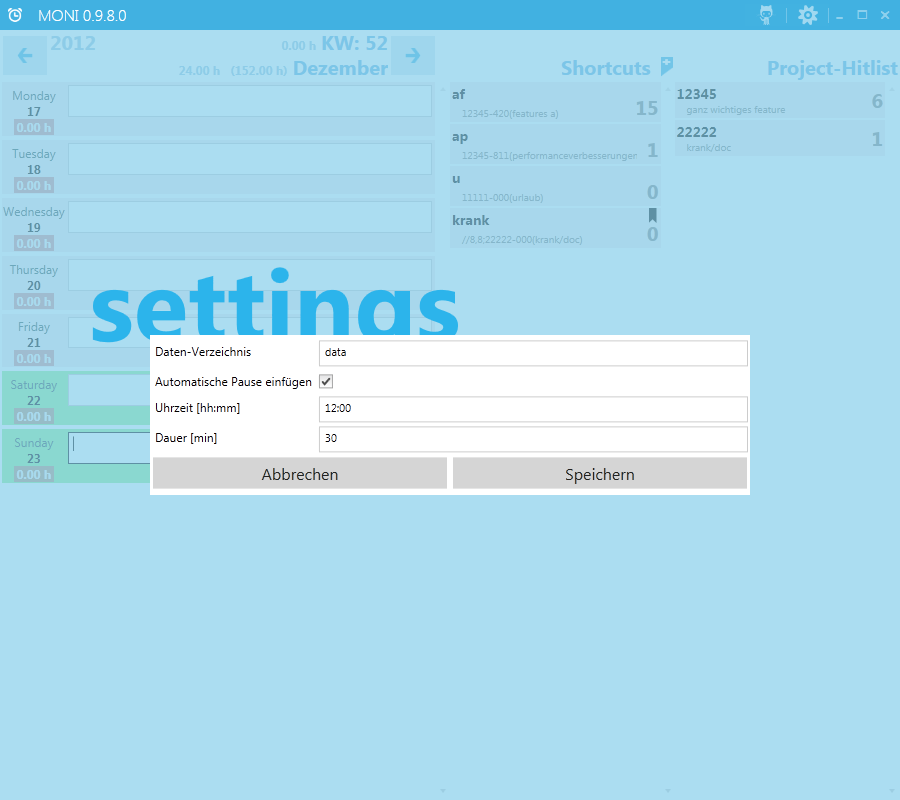 MONI 0.9.8.0
2012
0.00 h KW: 52
24.00 h (152.00 h) Dezember
Monday
17
0.00 h
Tuesday
18
0.00 h
Wednesday
19
0.00 h
Thursday
20
0.00 h
Friday
21
0.00 h
Saturday
22
0.00 h
Sunday
23
0.00 h
Shortcuts
af
12345-420(features a)
15
ap
12345-811(performanceverbesserungen
1
u
11111-000(urlaub)
0
krank
//8,8;22222-000(krank/doc)
0
Project-Hitlist
12345
ganz wichtiges feature
6
22222
krank/doc
1
settings
Daten-Verzeichnis
data
Automatische Pause einfügen
Uhrzeit [hh:mm]
12:00
Dauer [min]
30
Abbrechen
Speichern